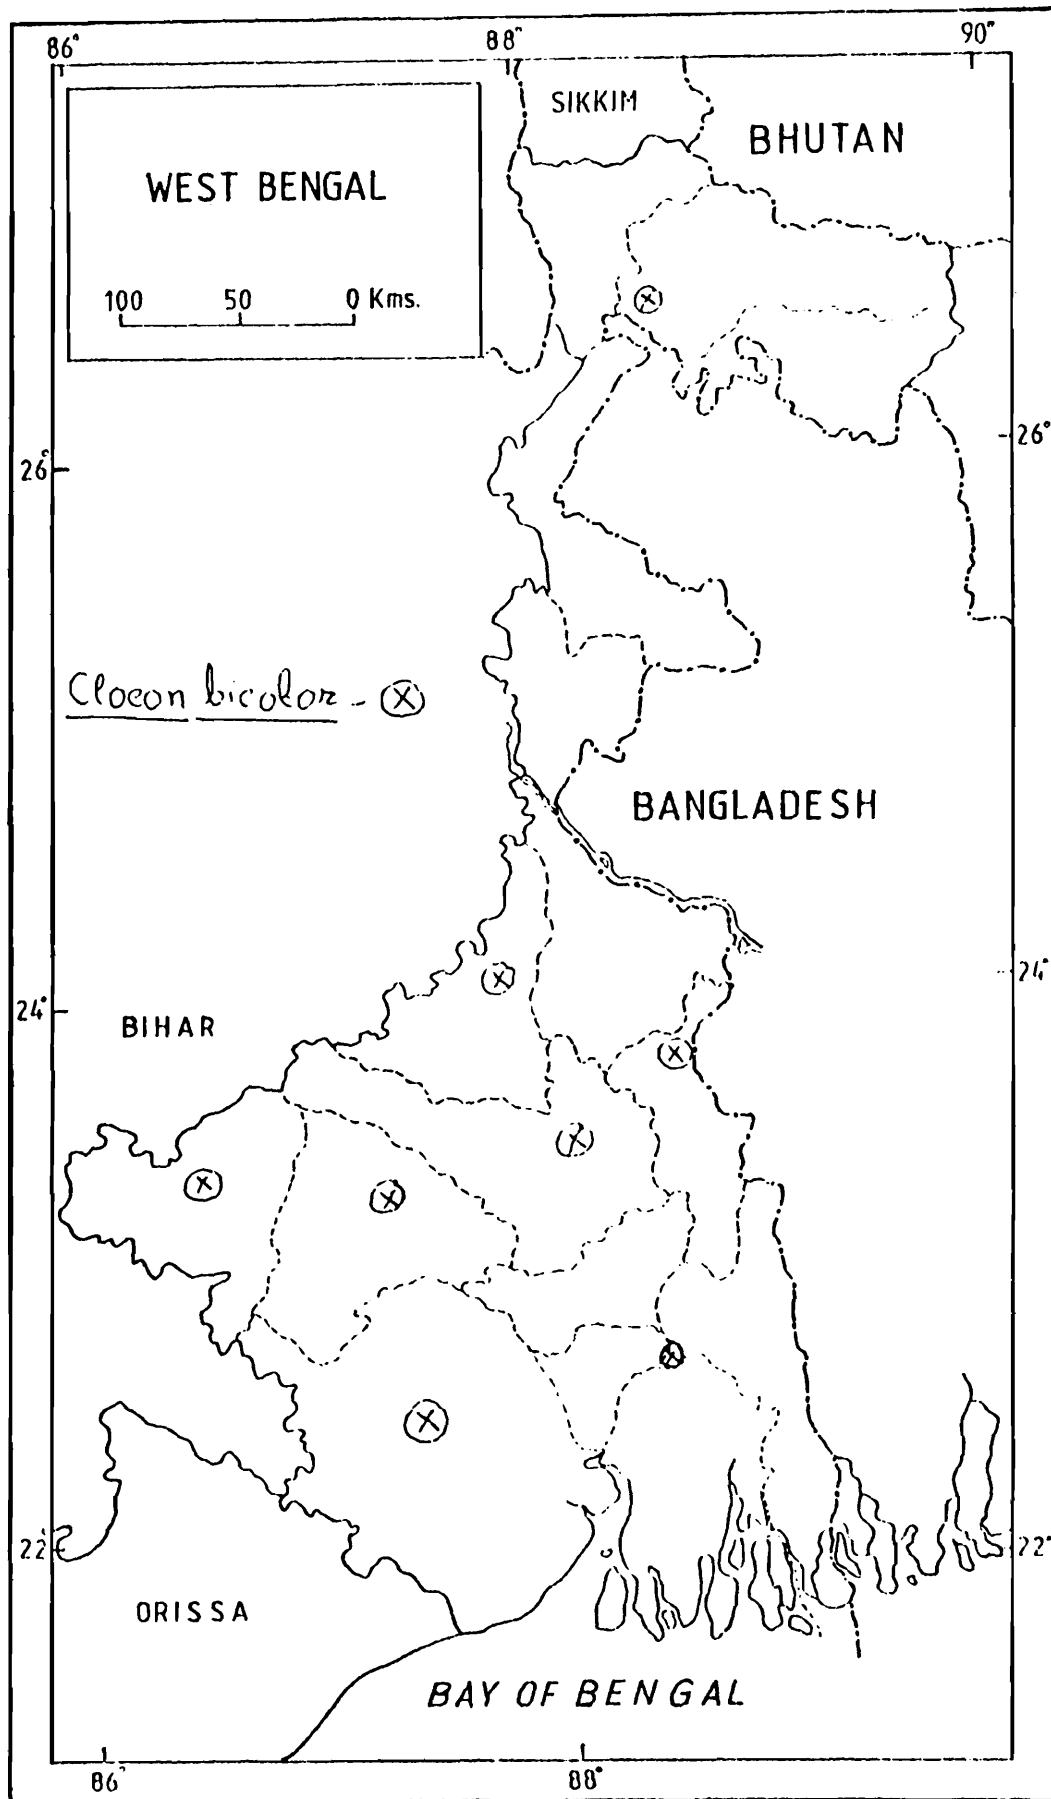 86° 88° 90°
SIKKIM
BHUTAN
WEST BENGAL
100 50 0 Kms.
26°
26°
Cloeon bicolor -
BANGLADESH
24°
24°
BIHAR
22°
22°
ORISSA
BAY OF BENGAL
86° 88°